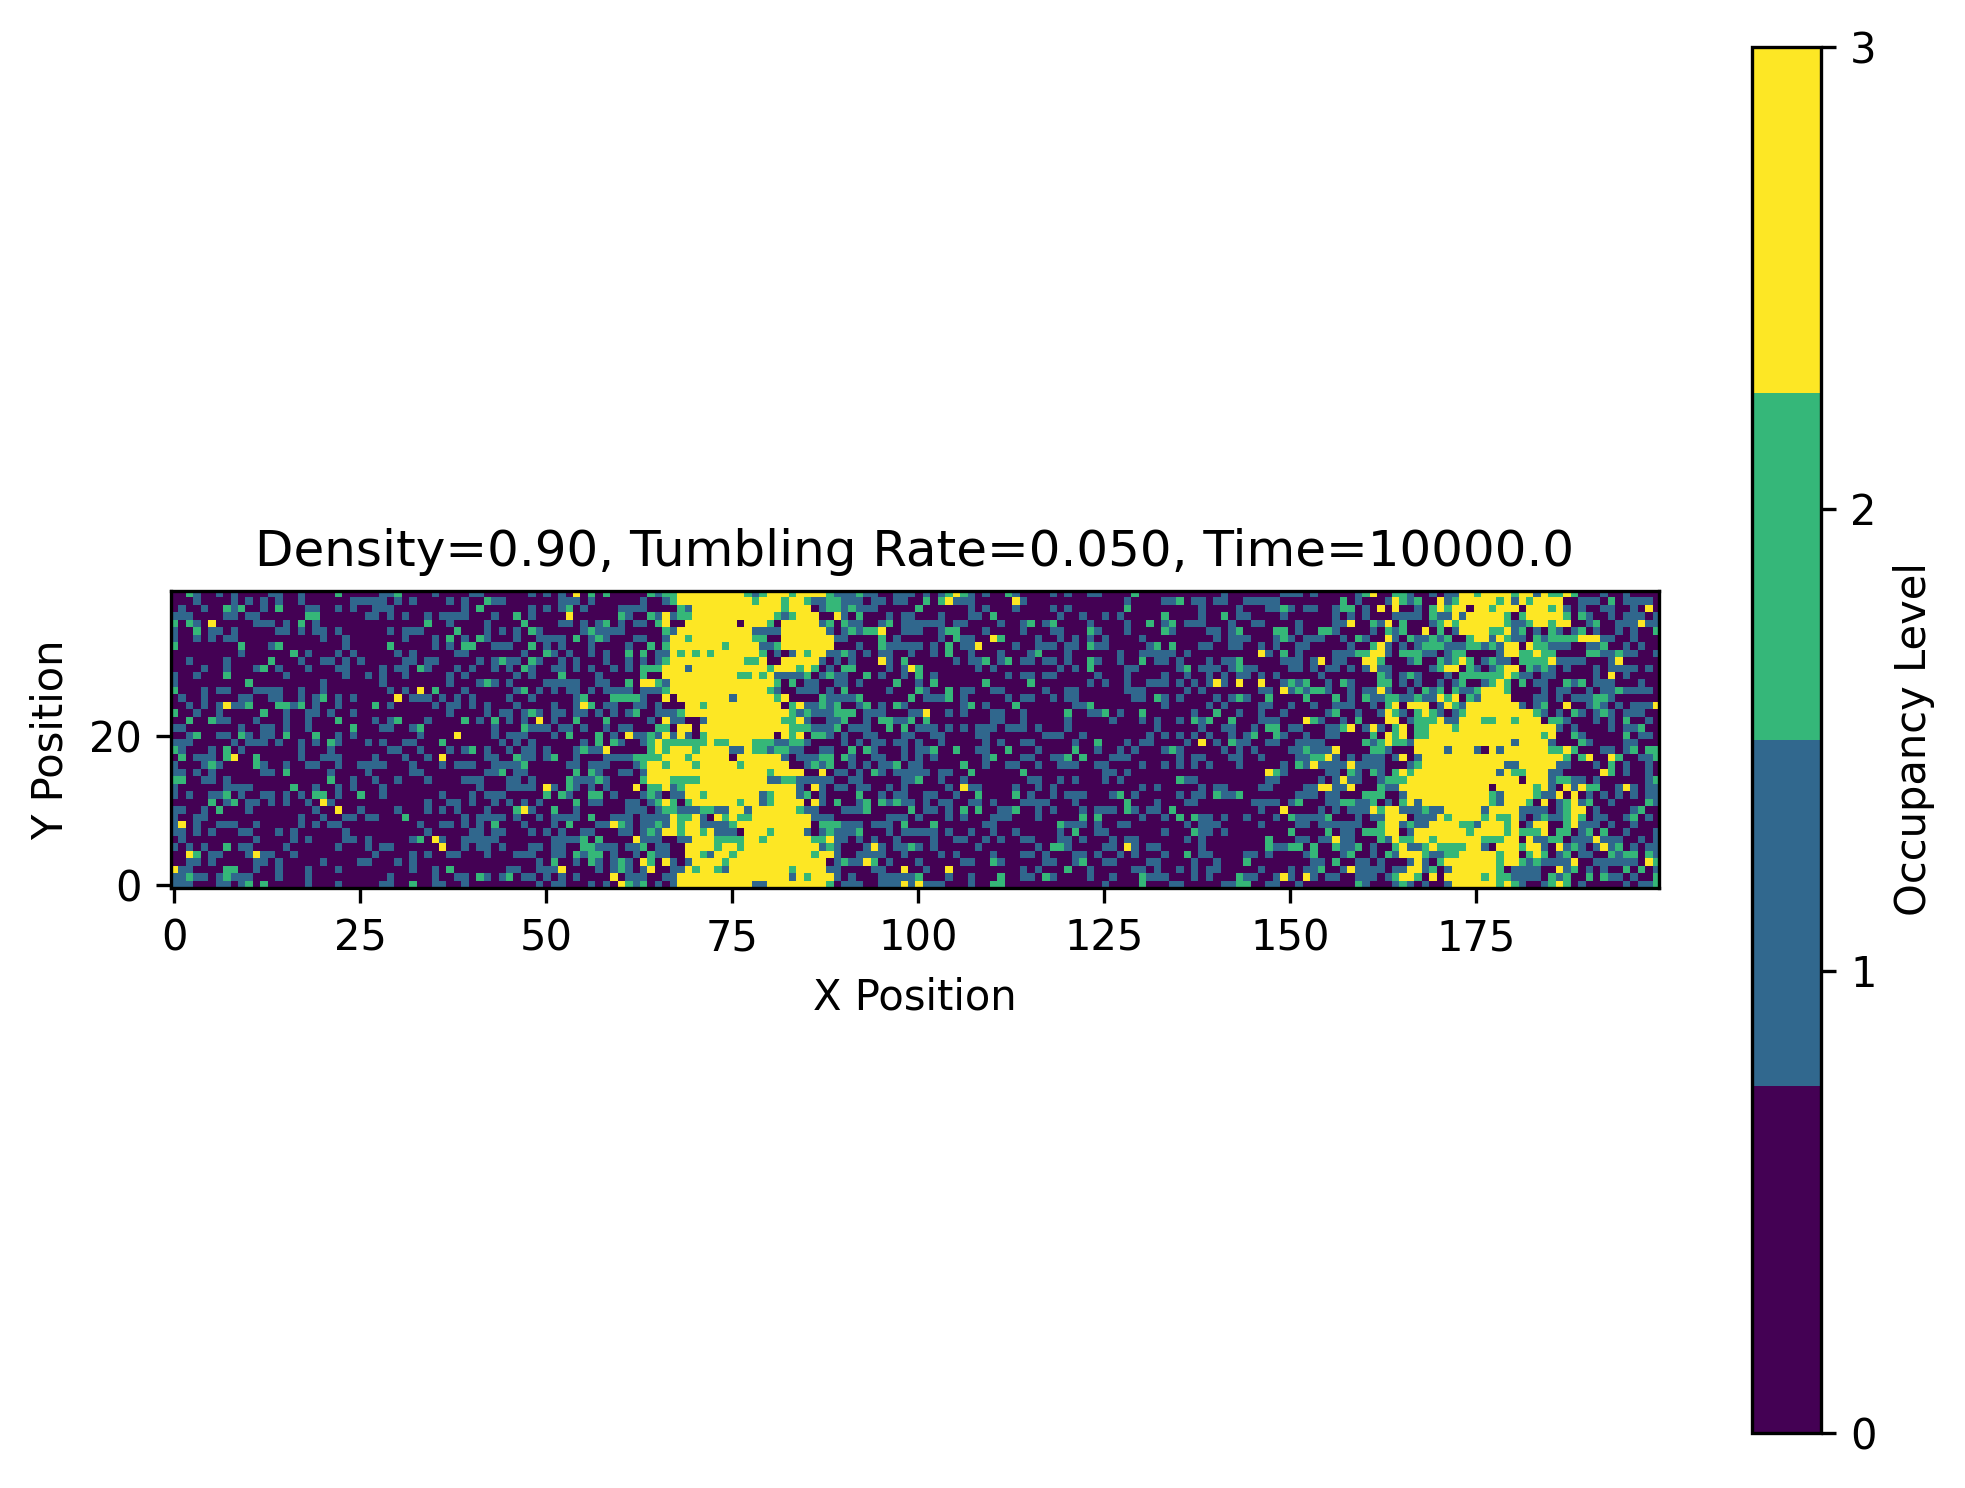 Density=0.90, Tumbling Rate=0.050, Time=10000.0
Y Position
20
0
0 25 50 75 100 125 150 175
X Position
3
2
1
0
Occupancy Level